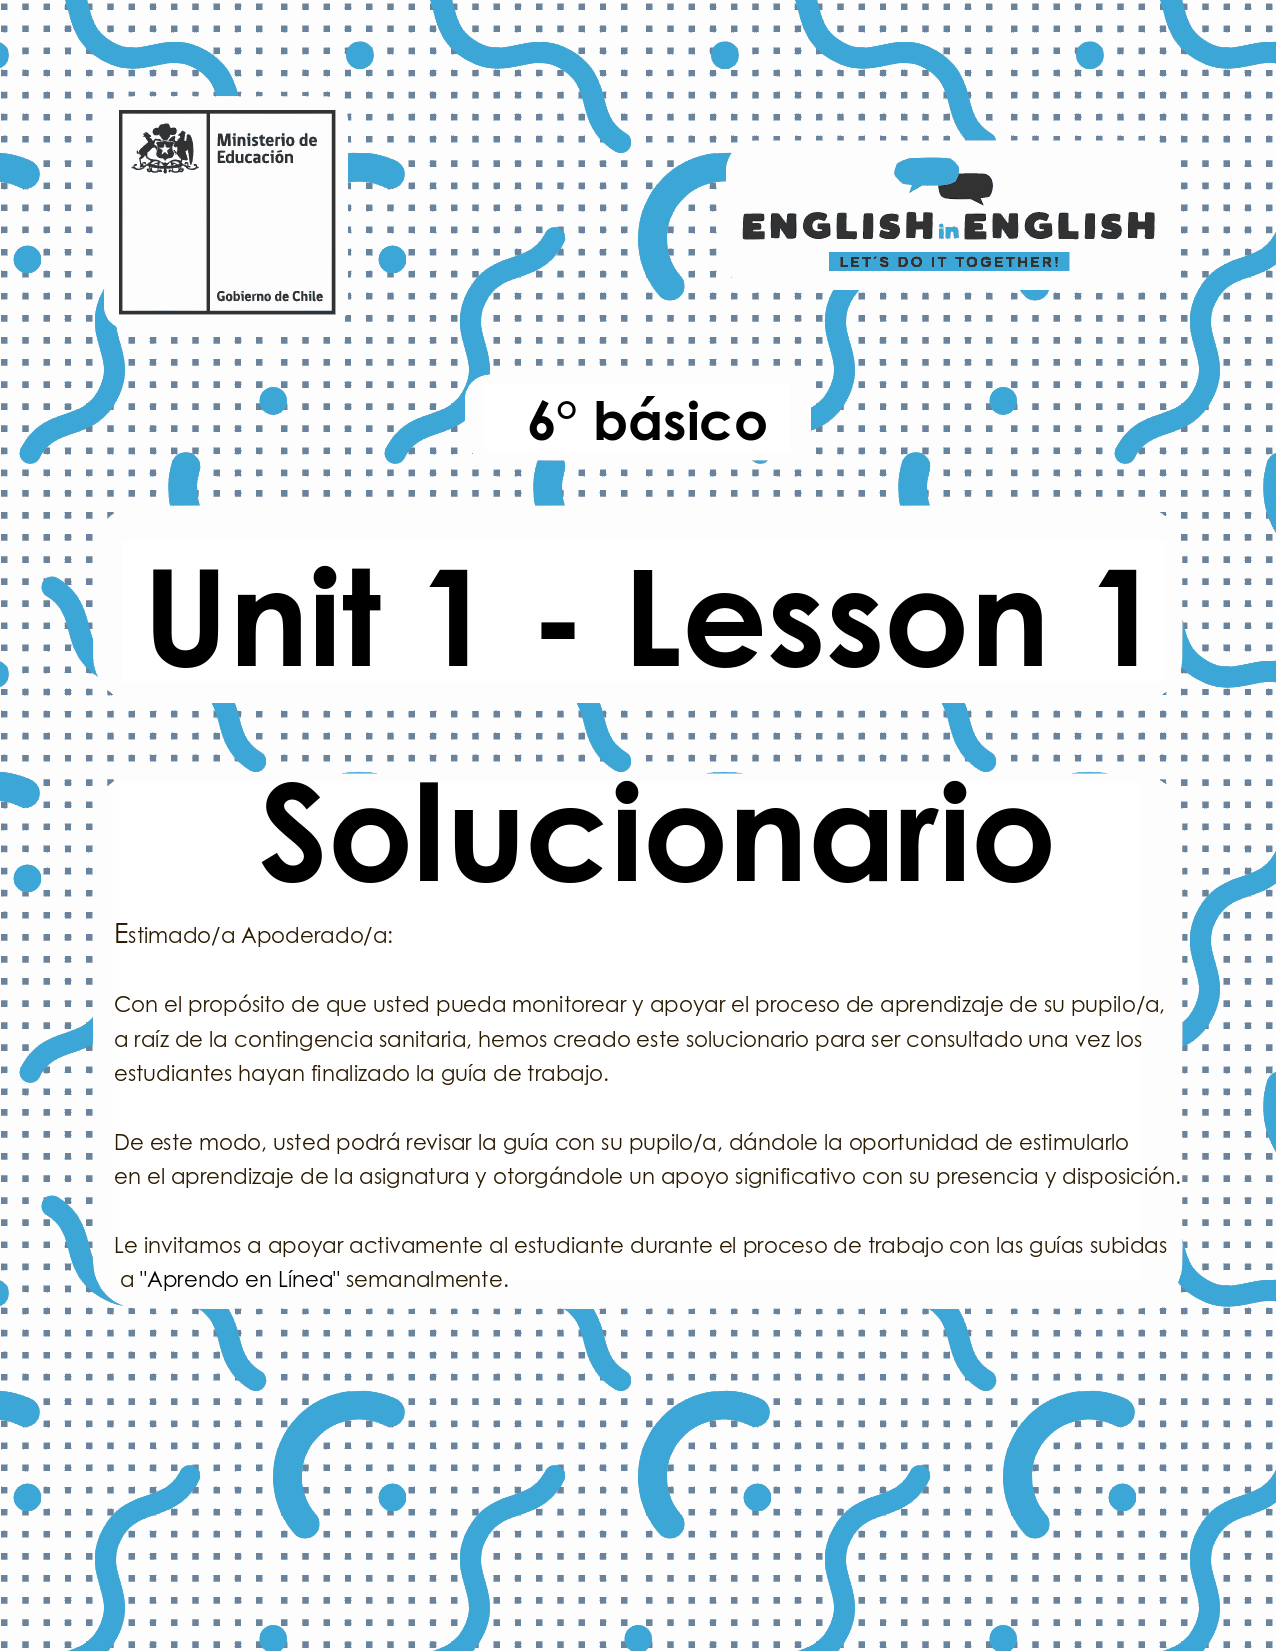 Ministerio de
Educación
Gobierno de Chile
ENGLISH in ENGLISH
LET´S DO IT TOGETHER!
6° básico
Unit 1 - Lesson 1
Solucionario
Estimado/a Apoderado/a:
Con el propósito de que usted pueda monitorear y apoyar el proceso de aprendizaje de su pupilo/a,
a raíz de la contingencia sanitaria, hemos creado este solucionario para ser consultado una vez los
estudiantes hayan finalizado la guía de trabajo.
De este modo, usted podrá revisar la guía con su pupilo/a, dándole la oportunidad de estimularlo
en el aprendizaje de la asignatura y otorgándole un apoyo significativo con su presencia y disposición.
Le invitamos a apoyar activamente al estudiante durante el proceso de trabajo con las guías subidas
a "Aprendo en Línea" semanalmente.